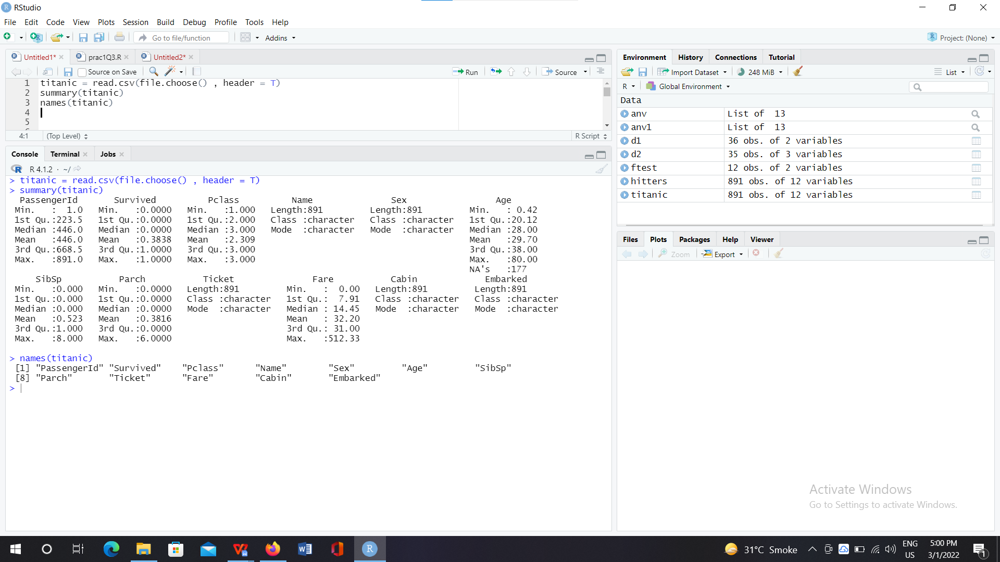 RStudio
File Edit Code View Plots Session Build Debug Profile Tools Help
Go to file/function Addins Project: (None)
Untitled1* prac1Q3.R Untitled2*
Source on Save Run Source
1 titanic = read.csv(file.choose() , header = T)
2 summary(titanic)
3 names(titanic)
4
5
4:1 (Top Level) R Script
Console Terminal Jobs
R 4.1.2 · ~/
> titanic = read.csv(file.choose() , header = T)
> summary(titanic)
PassengerId Survived Pclass Name Sex Age
Min. : 1.0 Min. :0.0000 Min. :1.000 Length:891 Length:891 Min. : 0.42
1st Qu.:223.5 1st Qu.:0.0000 1st Qu.:2.000 Class :character Class :character 1st Qu.:20.12
Median :446.0 Median :0.0000 Median :3.000 Mode :character Mode :character Median :28.00
Mean :446.0 Mean :0.3838 Mean :2.309 Mean :29.70
3rd Qu.:668.5 3rd Qu.:1.0000 3rd Qu.:3.000 3rd Qu.:38.00
Max. :891.0 Max. :1.0000 Max. :3.000 Max. :80.00
NA's :177
SibSp Parch Ticket Fare Cabin Embarked
Min. :0.000 Min. :0.0000 Length:891 Min. : 0.00 Length:891 Length:891
1st Qu.:0.000 1st Qu.:0.0000 Class :character 1st Qu.: 7.91 Class :character Class :character
Median :0.000 Median :0.0000 Mode :character Median : 14.45 Mode :character Mode :character
Mean :0.523 Mean :0.3816 Mean : 32.20
3rd Qu.:1.000 3rd Qu.:0.0000 3rd Qu.: 31.00
Max. :8.000 Max. :6.0000 Max. :512.33
> names(titanic)
[1] "PassengerId" "Survived" "Pclass" "Name" "Sex" "Age" "SibSp"
[8] "Parch" "Ticket" "Fare" "Cabin" "Embarked"
>
Environment History Connections Tutorial
Import Dataset 248 MiB List
R Global Environment
Data
anv List of 13
anv1 List of 13
d1 36 obs. of 2 variables
d2 35 obs. of 3 variables
ftest 12 obs. of 2 variables
hitters 891 obs. of 12 variables
titanic 891 obs. of 12 variables
Files Plots Packages Help Viewer
Zoom Export
Activate Windows
Go to Settings to activate Windows.
31°C Smoke
ENG
US
5:00 PM
3/1/2022
1